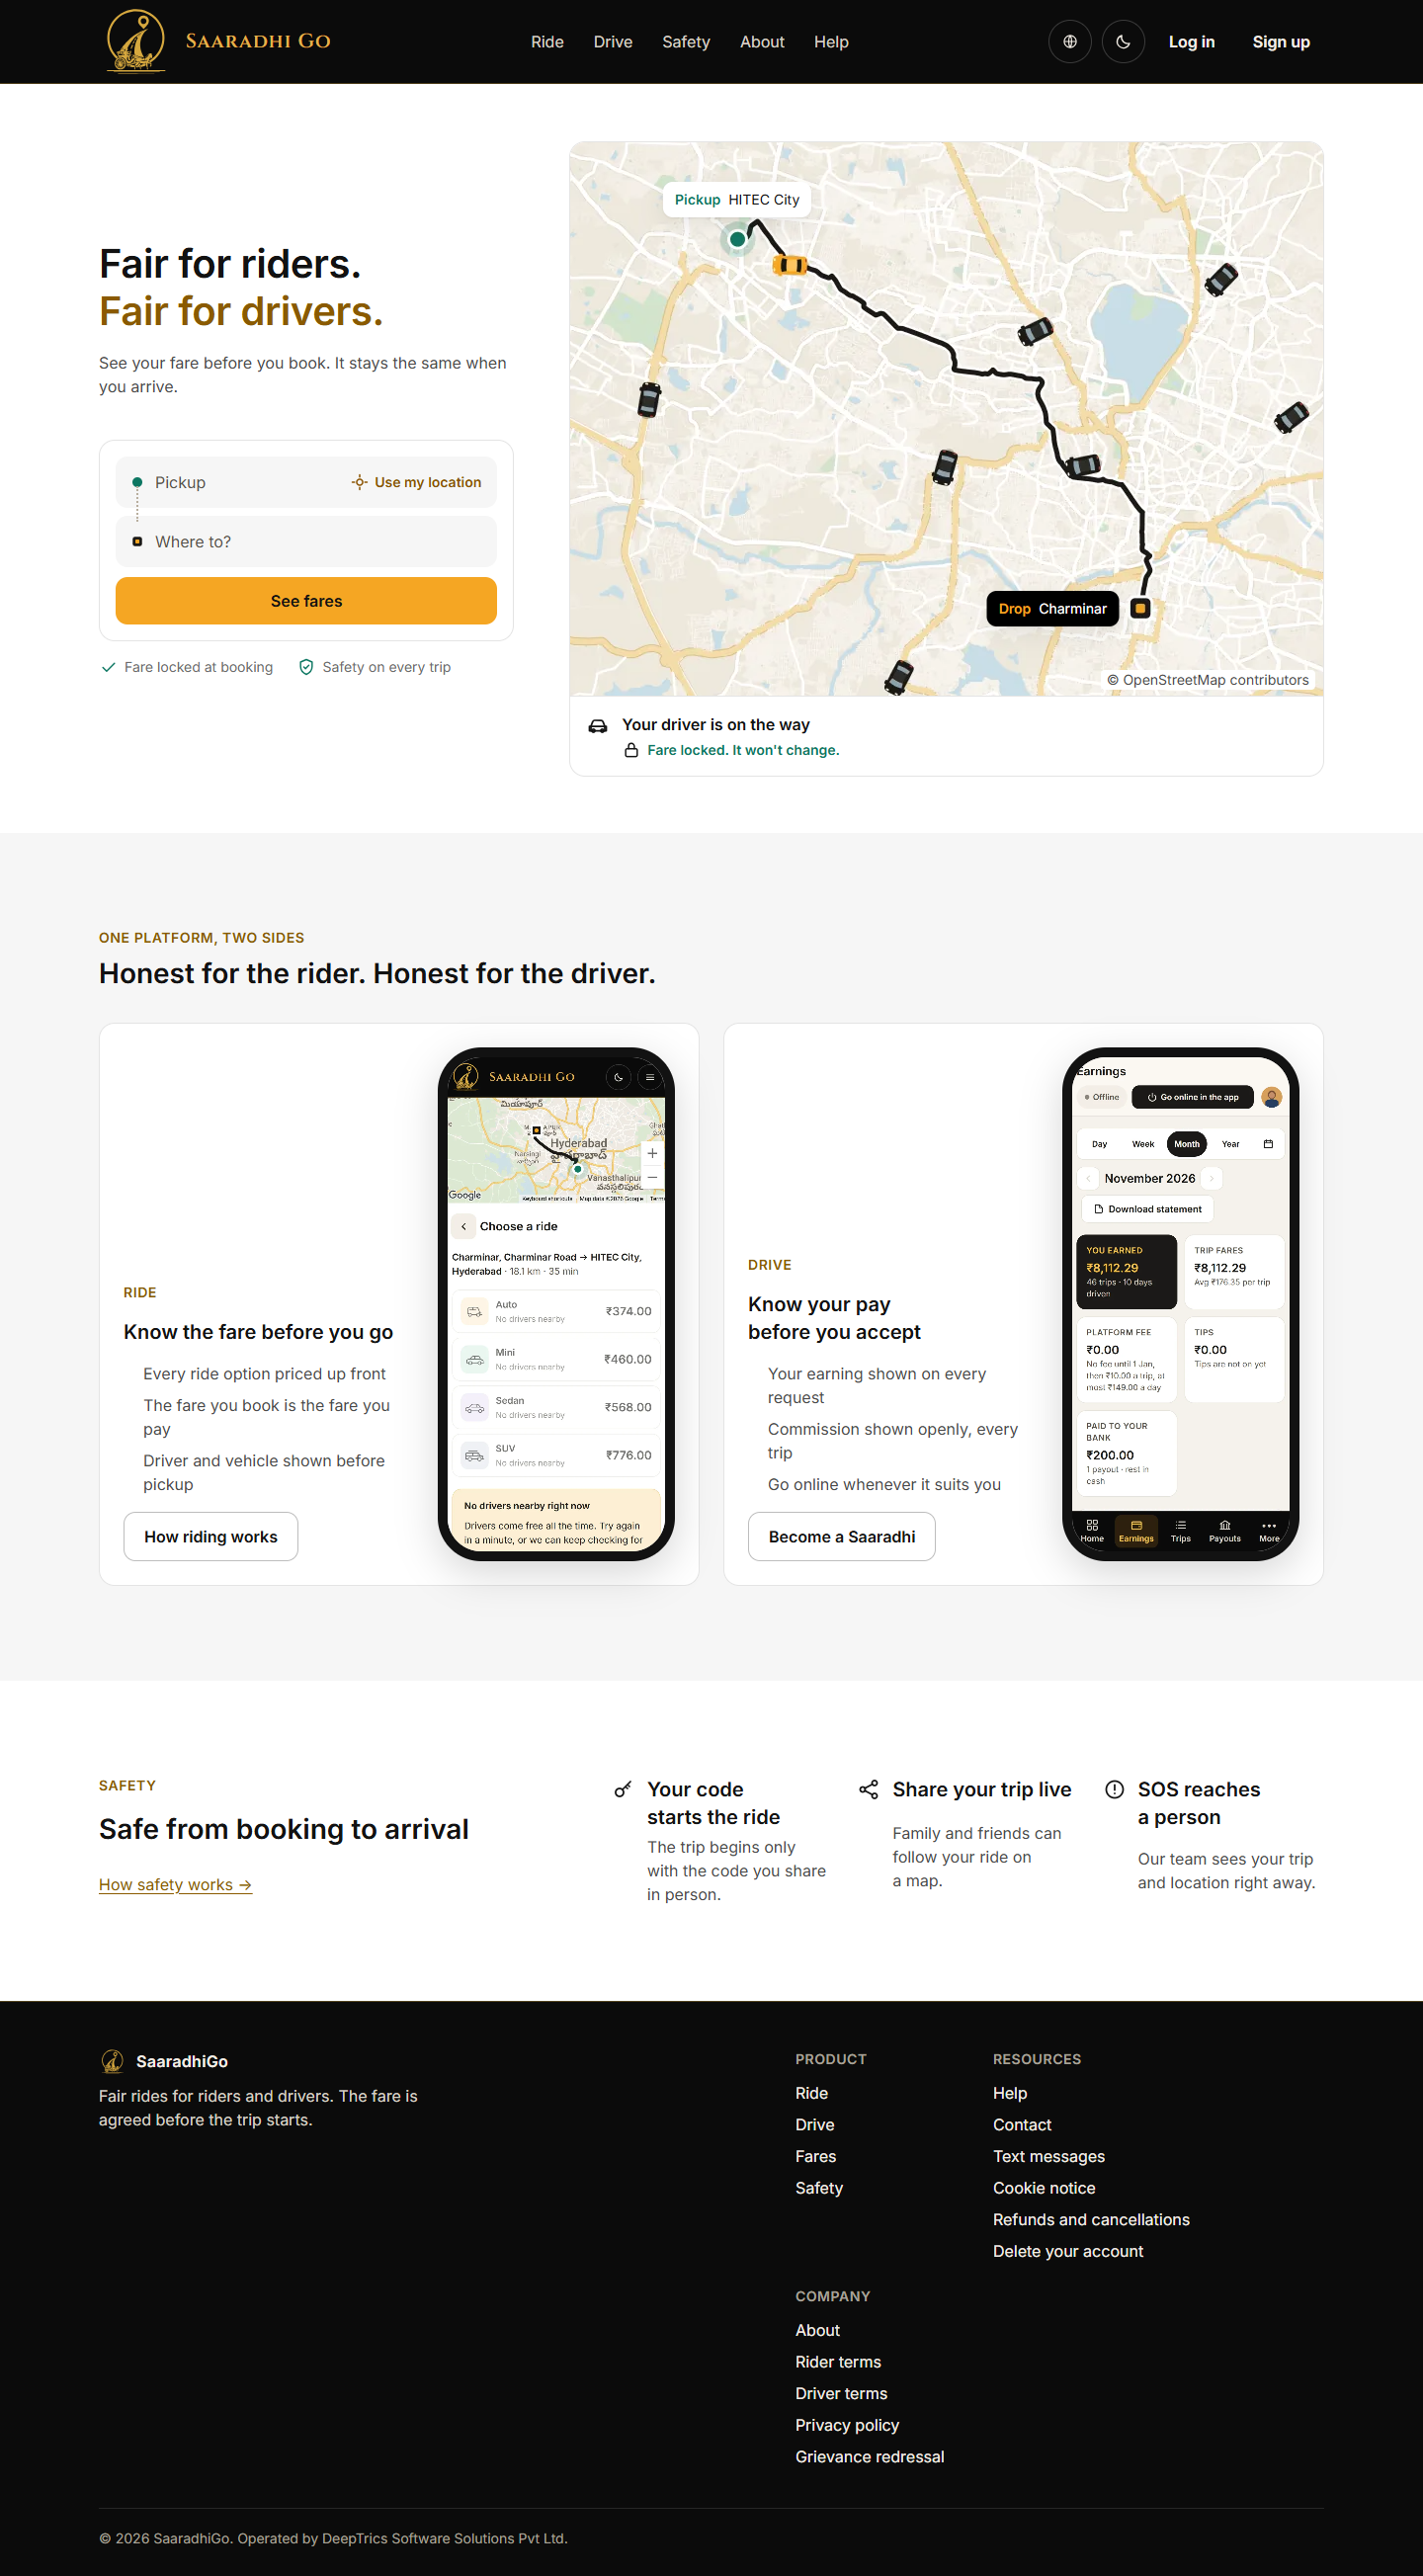 SAARADHI GO
Ride
Drive
Safety
About
Help
Log in
Sign up
Fair for riders.
Fair for drivers.
See your fare before you book. It stays the same when
you arrive.
Pickup
Use my location
Where to?
See fares
Fare locked at booking
Safety on every trip
Pickup HITEC City
Drop Charminar
© OpenStreetMap contributors
Your driver is on the way
Fare locked. It won't change.
ONE PLATFORM, TWO SIDES
Honest for the rider. Honest for the driver.
RIDE
Know the fare before you go
Every ride option priced up front
The fare you book is the fare you
pay
Driver and vehicle shown before
pickup
How riding works
SAARADHI GO
Hyderabad
Vanasthalipur
Google
Keyboard shortcuts
Map data ©2026 Google
Choose a ride
Charminar, Charminar Road → HITEC City,
Hyderabad · 18.1 km · 35 min
Auto
No drivers nearby
₹374.00
Mini
No drivers nearby
₹460.00
Sedan
No drivers nearby
₹568.00
SUV
No drivers nearby
₹776.00
No drivers nearby right now
Drivers come free all the time. Try again
in a minute, or we can keep checking for
DRIVE
Know your pay
before you accept
Your earning shown on every
request
Commission shown openly, every
trip
Go online whenever it suits you
Become a Saaradhi
Earnings
Offline
Go online in the app
Day
Week
Month
Year
November 2026
Download statement
YOU EARNED
₹8,112.29
46 trips · 10 days
driven
TRIP FARES
₹8,112.29
Avg ₹176.35 per trip
PLATFORM FEE
₹0.00
No fee until 1 Jan,
then ₹10.00 a trip, at
most ₹149.00 a day
TIPS
₹0.00
Tips are not on yet
PAID TO YOUR
BANK
₹200.00
1 payout · rest in
cash
Home
Earnings
Trips
Payouts
More
SAFETY
Safe from booking to arrival
How safety works →
Your code
starts the ride
The trip begins only
with the code you share
in person.
Share your trip live
Family and friends can
follow your ride on
a map.
SOS reaches
a person
Our team sees your trip
and location right away.
SaaradhiGo
Fair rides for riders and drivers. The fare is
agreed before the trip starts.
PRODUCT
Ride
Drive
Fares
Safety
RESOURCES
Help
Contact
Text messages
Cookie notice
Refunds and cancellations
Delete your account
COMPANY
About
Rider terms
Driver terms
Privacy policy
Grievance redressal
© 2026 SaaradhiGo. Operated by DeepTrics Software Solutions Pvt Ltd.